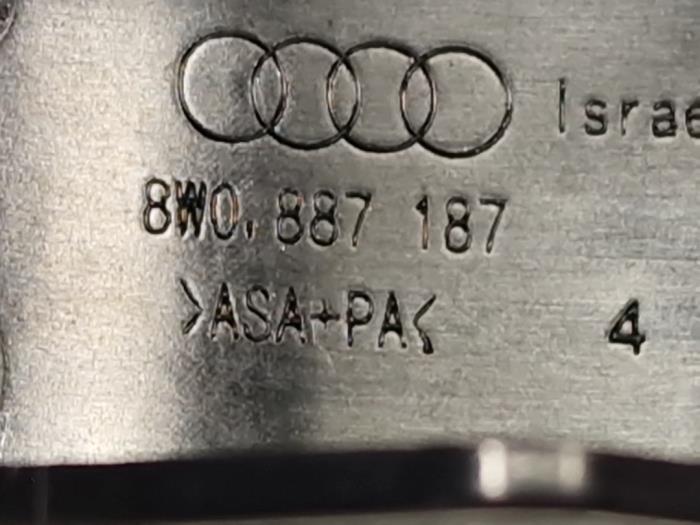 Israe
8W0. 887 187
>ASA+PA<
4